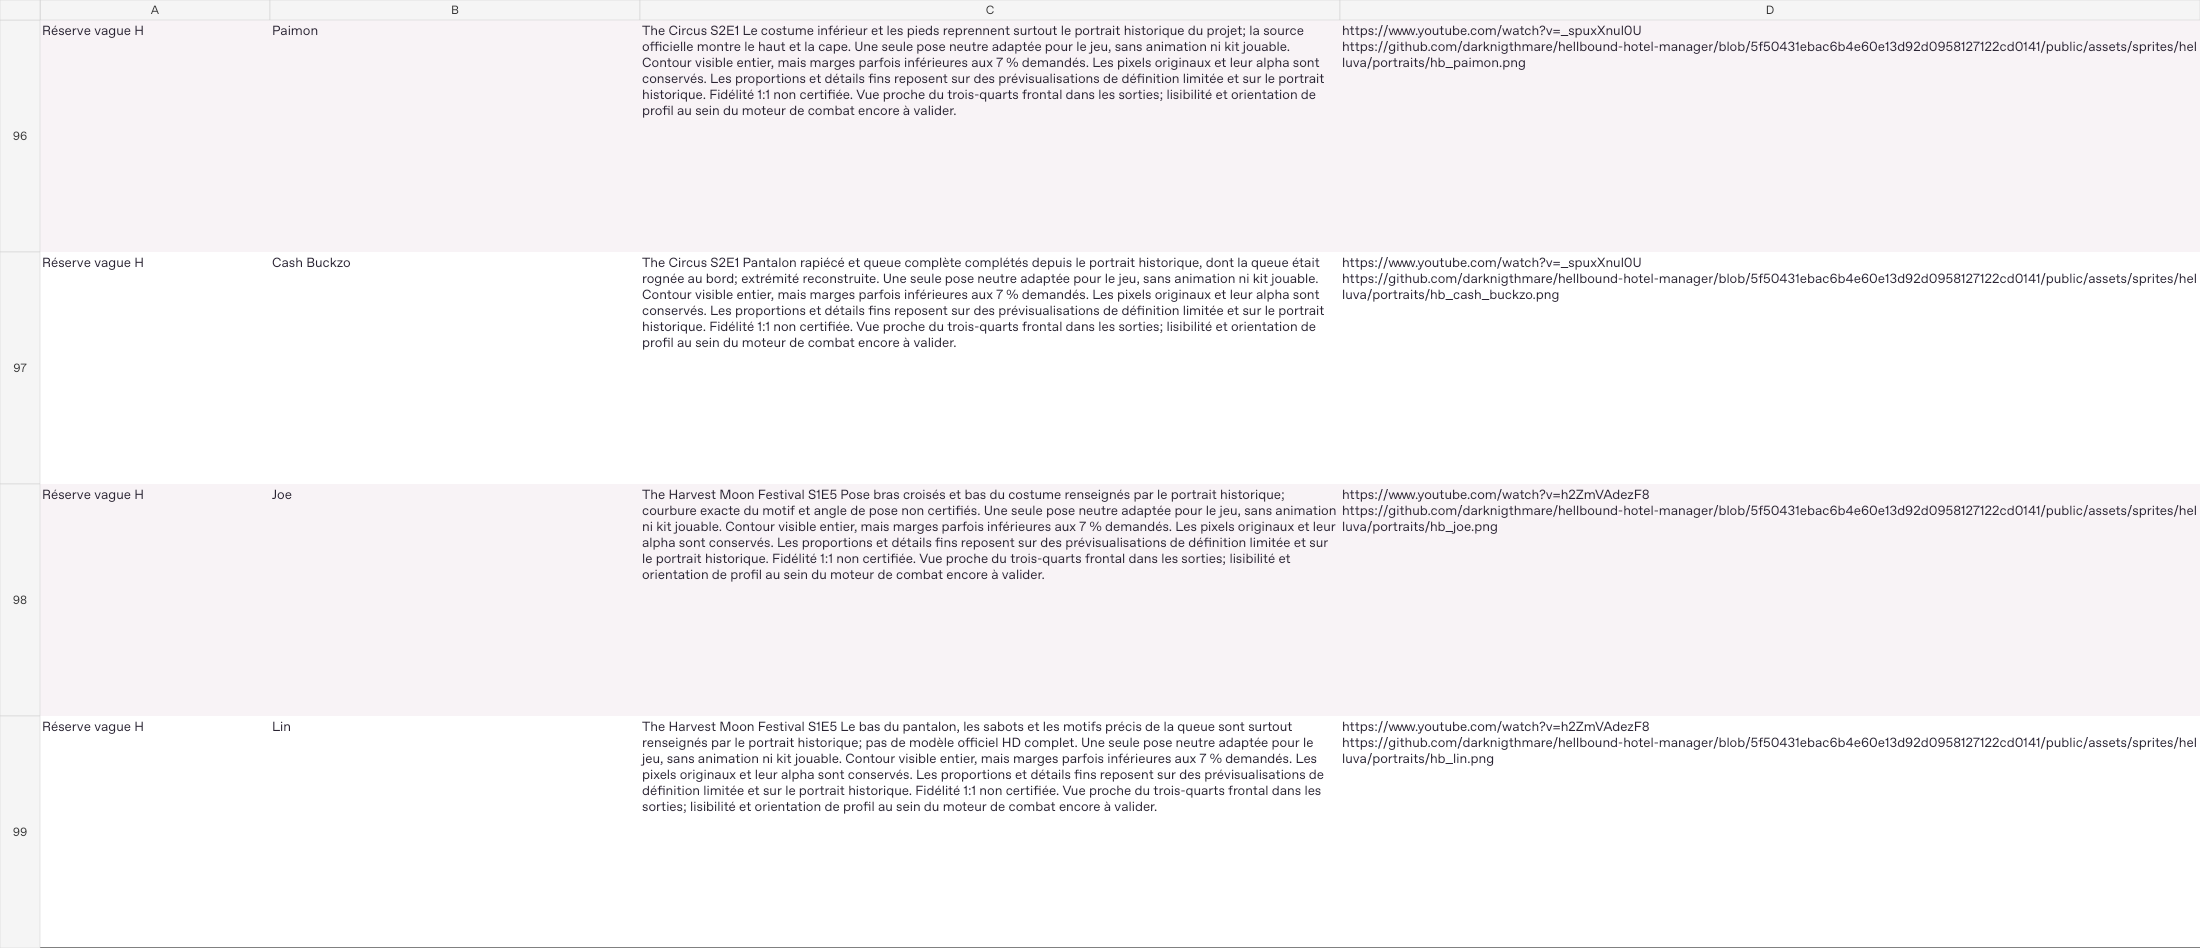 A B C D
96
Réserve vague H
Paimon
The Circus S2E1 Le costume inférieur et les pieds reprennent surtout le portrait historique du projet; la source
officielle montre le haut et la cape. Une seule pose neutre adaptée pour le jeu, sans animation ni kit jouable.
Contour visible entier, mais marges parfois inférieures aux 7 % demandés. Les pixels originaux et leur alpha sont
conservés. Les proportions et détails fins reposent sur des prévisualisations de définition limitée et sur le portrait
historique. Fidélité 1:1 non certifiée. Vue proche du trois-quarts frontal dans les sorties; lisibilité et orientation de
profil au sein du moteur de combat encore à valider.
https://www.youtube.com/watch?v=_spuxXnul0U
https://github.com/darknigthmare/hellbound-hotel-manager/blob/5f50431ebac6b4e60e13d92d0958127122cd0141/public/assets/sprites/hel
luva/portraits/hb_paimon.png
97
Réserve vague H
Cash Buckzo
The Circus S2E1 Pantalon rapiécé et queue complète complétés depuis le portrait historique, dont la queue était
rognée au bord; extrémité reconstruite. Une seule pose neutre adaptée pour le jeu, sans animation ni kit jouable.
Contour visible entier, mais marges parfois inférieures aux 7 % demandés. Les pixels originaux et leur alpha sont
conservés. Les proportions et détails fins reposent sur des prévisualisations de définition limitée et sur le portrait
historique. Fidélité 1:1 non certifiée. Vue proche du trois-quarts frontal dans les sorties; lisibilité et orientation de
profil au sein du moteur de combat encore à valider.
https://www.youtube.com/watch?v=_spuxXnul0U
https://github.com/darknigthmare/hellbound-hotel-manager/blob/5f50431ebac6b4e60e13d92d0958127122cd0141/public/assets/sprites/hel
luva/portraits/hb_cash_buckzo.png
98
Réserve vague H
Joe
The Harvest Moon Festival S1E5 Pose bras croisés et bas du costume renseignés par le portrait historique;
courbure exacte du motif et angle de pose non certifiés. Une seule pose neutre adaptée pour le jeu, sans animation
ni kit jouable. Contour visible entier, mais marges parfois inférieures aux 7 % demandés. Les pixels originaux et leur
alpha sont conservés. Les proportions et détails fins reposent sur des prévisualisations de définition limitée et sur
le portrait historique. Fidélité 1:1 non certifiée. Vue proche du trois-quarts frontal dans les sorties; lisibilité et
orientation de profil au sein du moteur de combat encore à valider.
https://www.youtube.com/watch?v=h2ZmVAdezF8
https://github.com/darknigthmare/hellbound-hotel-manager/blob/5f50431ebac6b4e60e13d92d0958127122cd0141/public/assets/sprites/hel
luva/portraits/hb_joe.png
99
Réserve vague H
Lin
The Harvest Moon Festival S1E5 Le bas du pantalon, les sabots et les motifs précis de la queue sont surtout
renseignés par le portrait historique; pas de modèle officiel HD complet. Une seule pose neutre adaptée pour le
jeu, sans animation ni kit jouable. Contour visible entier, mais marges parfois inférieures aux 7 % demandés. Les
pixels originaux et leur alpha sont conservés. Les proportions et détails fins reposent sur des prévisualisations de
définition limitée et sur le portrait historique. Fidélité 1:1 non certifiée. Vue proche du trois-quarts frontal dans les
sorties; lisibilité et orientation de profil au sein du moteur de combat encore à valider.
https://www.youtube.com/watch?v=h2ZmVAdezF8
https://github.com/darknigthmare/hellbound-hotel-manager/blob/5f50431ebac6b4e60e13d92d0958127122cd0141/public/assets/sprites/hel
luva/portraits/hb_lin.png